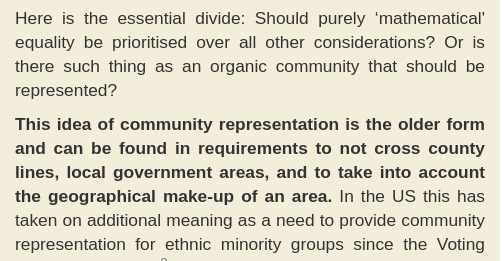 Here is the essential divide: Should purely ‘mathematical’
equality be prioritised over all other considerations? Or is
there such thing as an organic community that should be
represented?
This idea of community representation is the older form
and can be found in requirements to not cross county
lines, local government areas, and to take into account
the geographical make-up of an area. In the US this has
taken on additional meaning as a need to provide community
representation for ethnic minority groups since the Voting